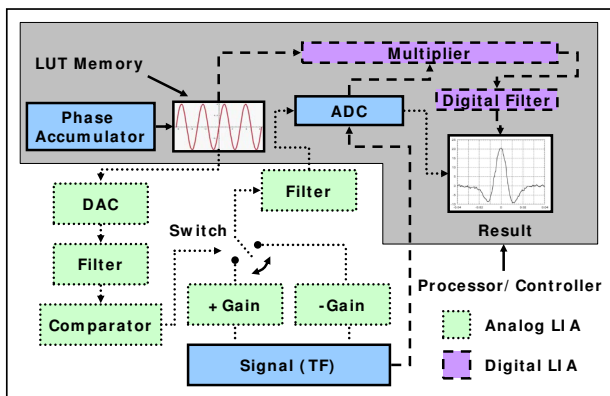 Multiplier
LUT Memory
Phase
Accumulator
ADC
Digital Filter
DAC
Filter
Switch
Result
Filter
Processor/ Controller
Comparator
+ Gain
-Gain
Analog LIA
Signal (TF)
Digital LIA